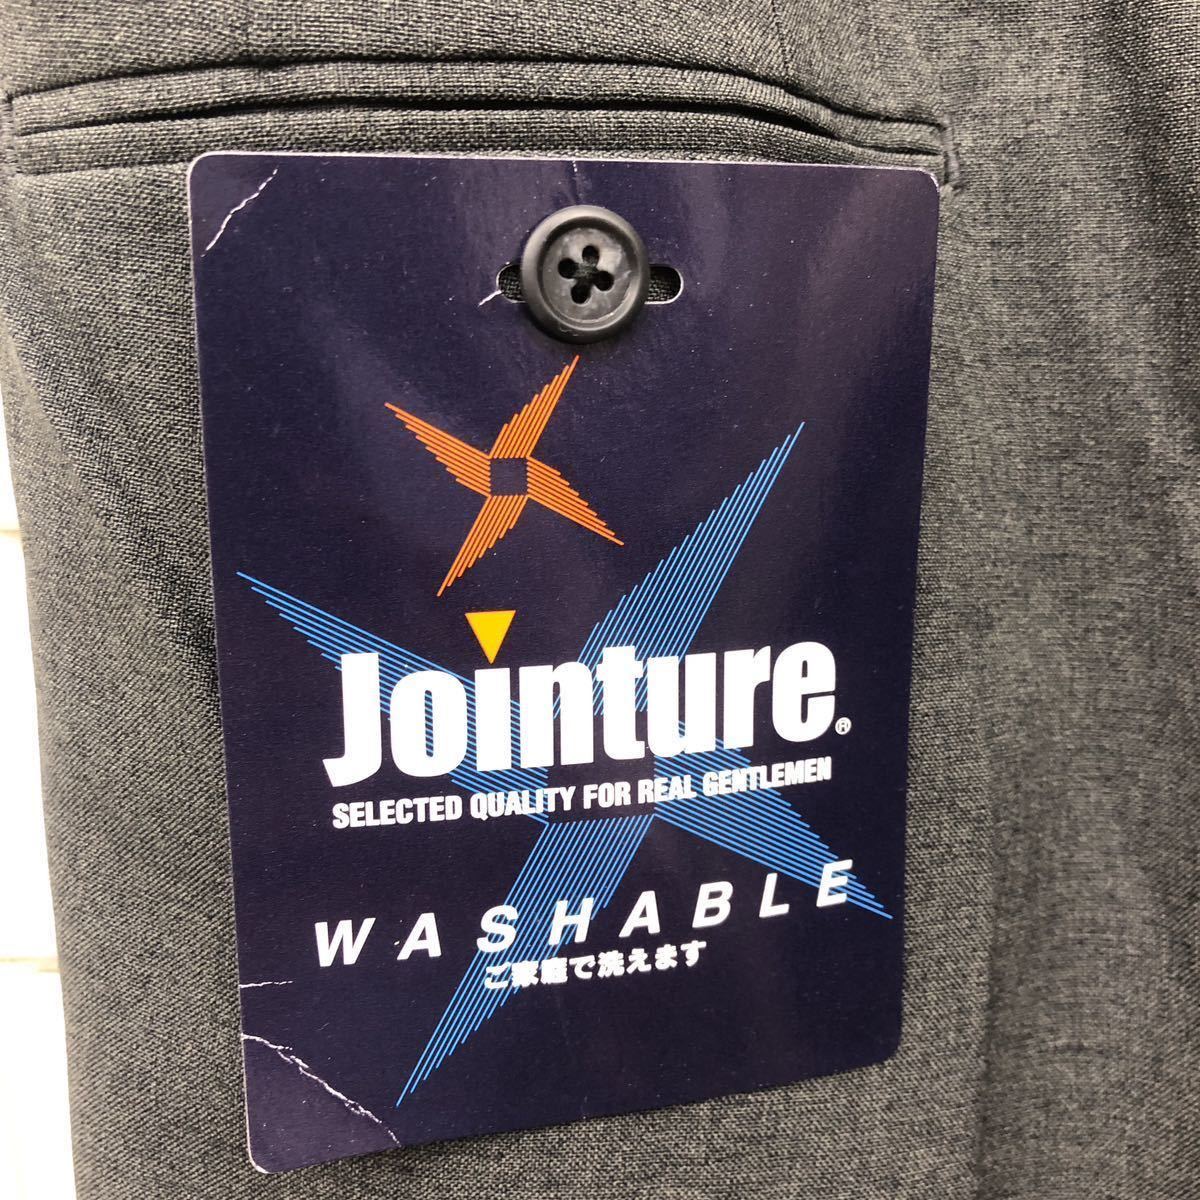 Jointure®
SELECTED QUALITY FOR REAL GENTLEMEN
WASHABLE
ご家庭で洗えます